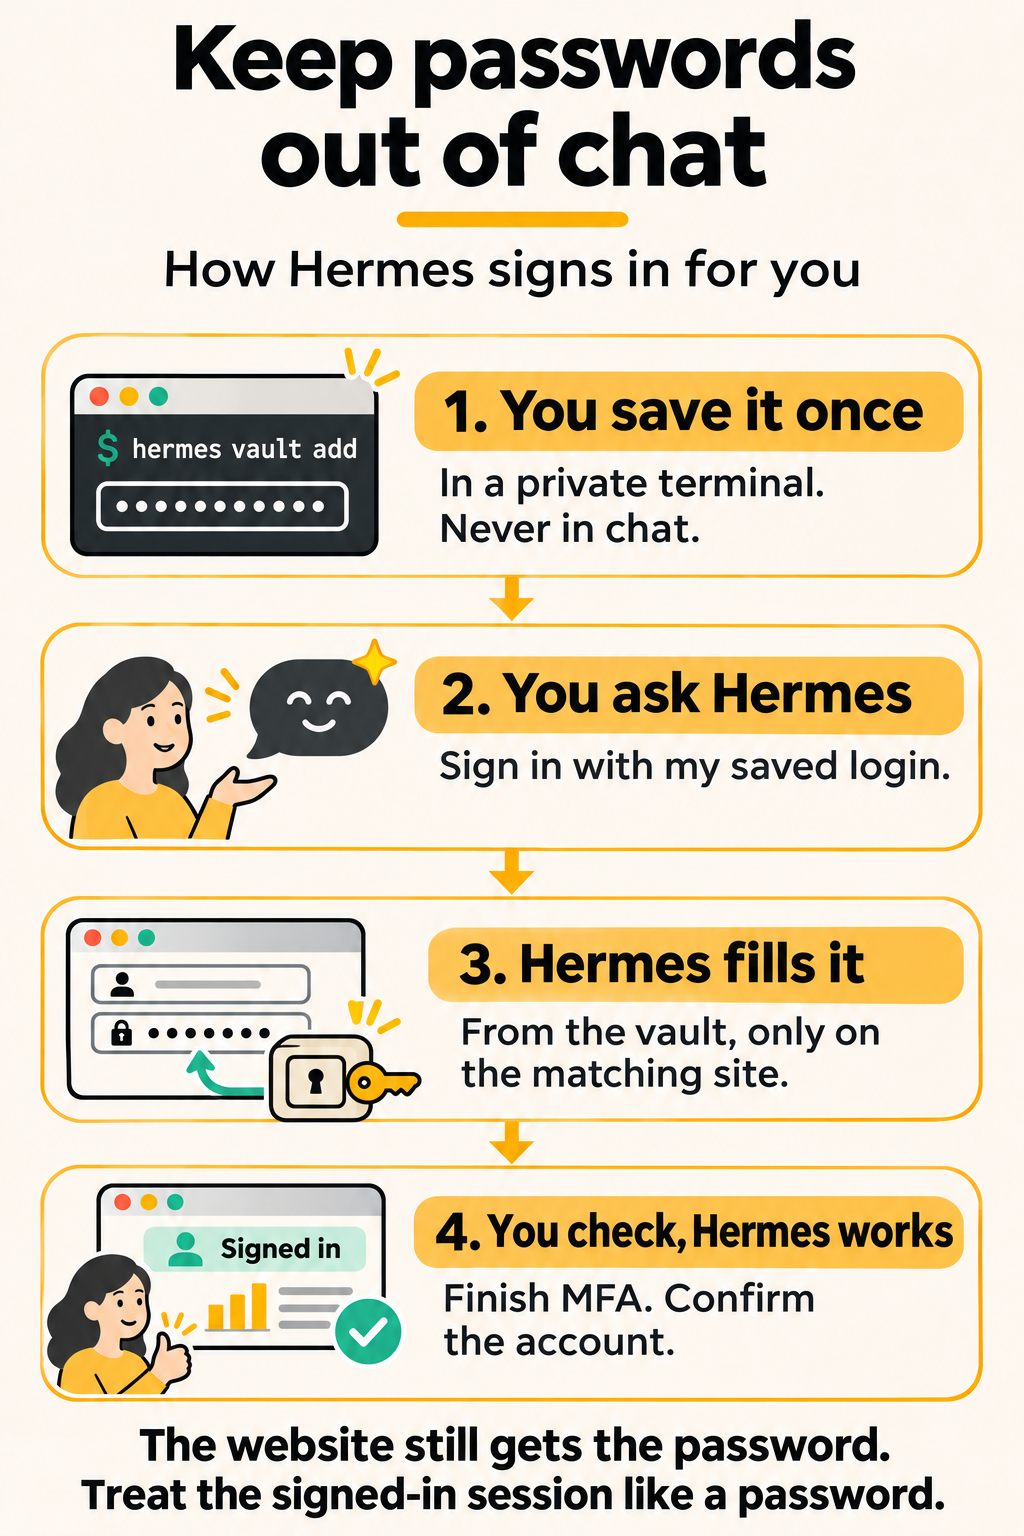 Keep passwords
out of chat
How Hermes signs in for you
$ hermes vault add
1. You save it once
In a private terminal.
Never in chat.
2. You ask Hermes
Sign in with my saved login.
3. Hermes fills it
From the vault, only on
the matching site.
Signed in
4. You check, Hermes works
Finish MFA. Confirm
the account.
The website still gets the password.
Treat the signed-in session like a password.